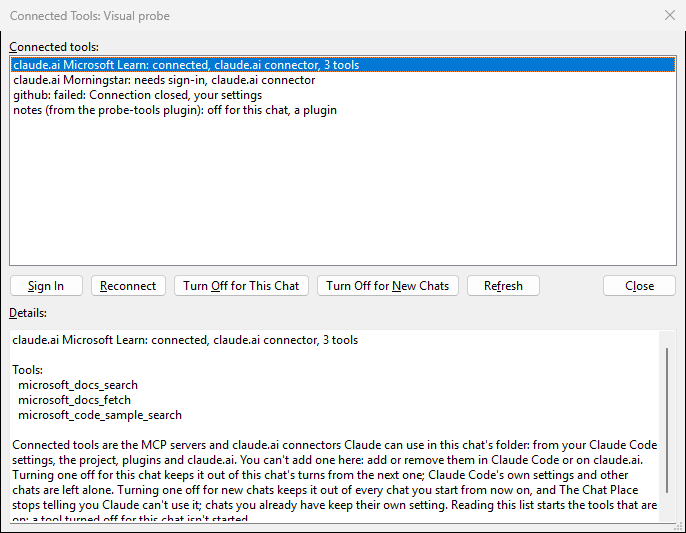 Connected Tools: Visual probe
Connected tools:
claude.ai Microsoft Learn: connected, claude.ai connector, 3 tools
claude.ai Morningstar: needs sign-in, claude.ai connector
github: failed: Connection closed, your settings
notes (from the probe-tools plugin): off for this chat, a plugin
Sign In Reconnect Turn Off for This Chat Turn Off for New Chats Refresh Close
Details:
claude.ai Microsoft Learn: connected, claude.ai connector, 3 tools
Tools:
microsoft_docs_search
microsoft_docs_fetch
microsoft_code_sample_search
Connected tools are the MCP servers and claude.ai connectors Claude can use in this chat's folder: from your Claude Code
settings, the project, plugins and claude.ai. You can't add one here: add or remove them in Claude Code or on claude.ai.
Turning one off for this chat keeps it out of this chat's turns from the next one; Claude Code's own settings and other
chats are left alone. Turning one off for new chats keeps it out of every chat you start from now on, and The Chat Place
stops telling you Claude can't use it; chats you already have keep their own setting. Reading this list starts the tools that are
on; a tool turned off for this chat isn't started